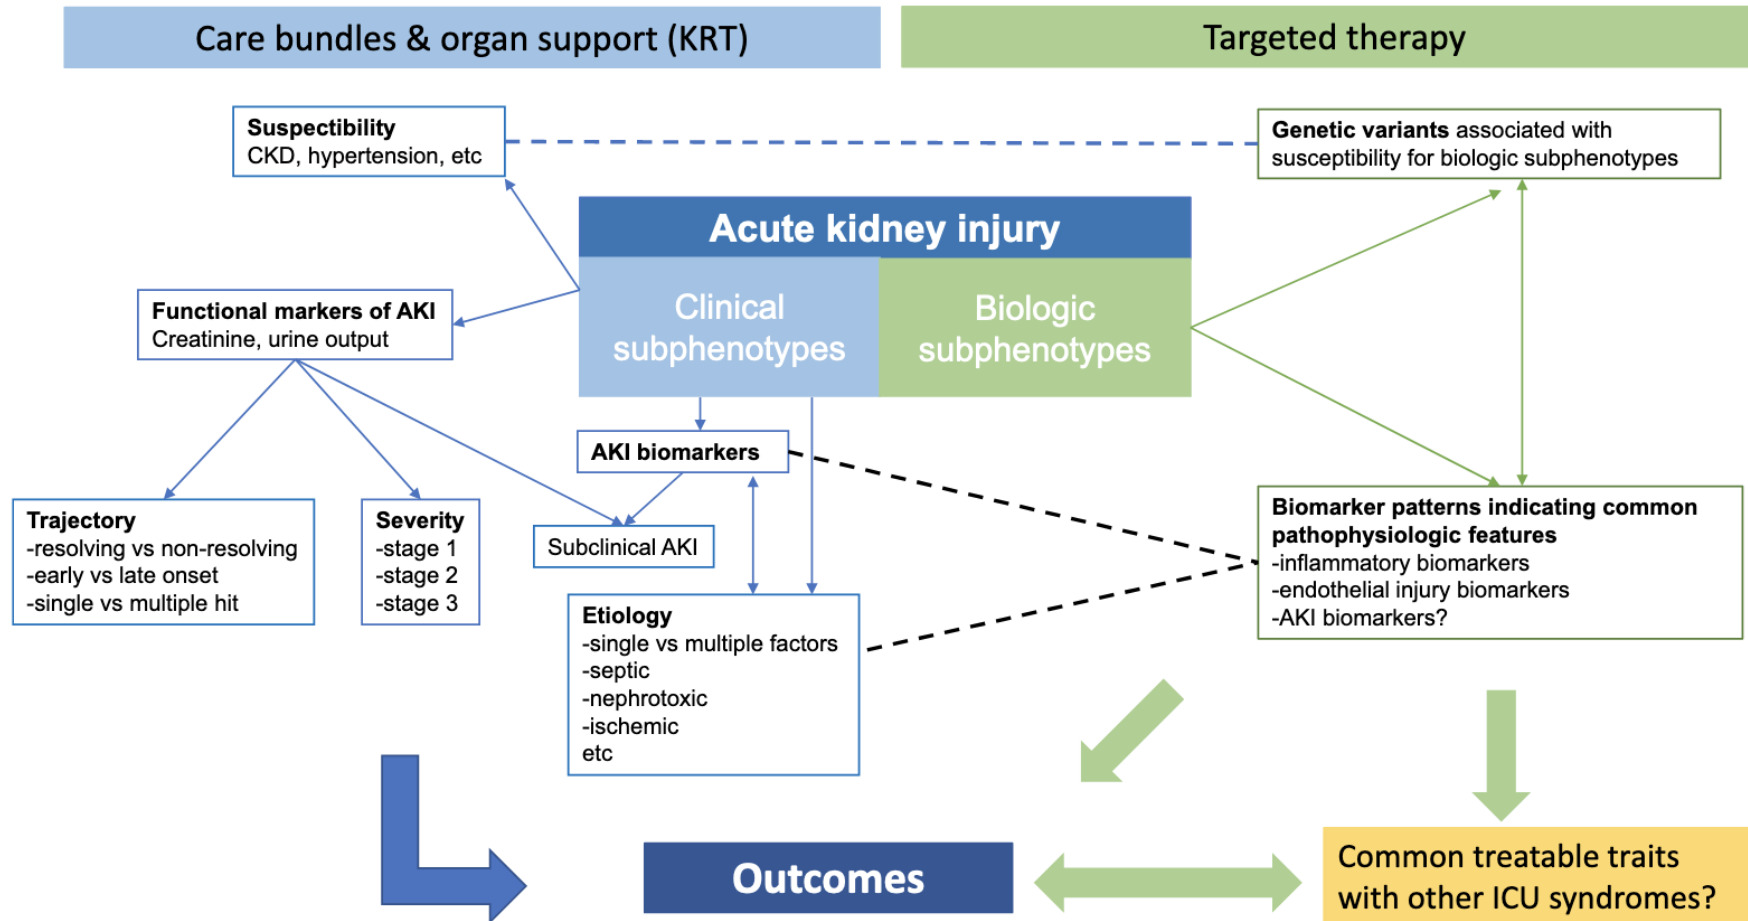 Care bundles & organ support (KRT)
Targeted therapy
Suspectibility
CKD, hypertension, etc
Genetic variants associated with
susceptibility for biologic subphenotypes
Acute kidney injury
Clinical
subphenotypes
Biologic
subphenotypes
Functional markers of AKI
Creatinine, urine output
AKI biomarkers
Trajectory
-resolving vs non-resolving
-early vs late onset
-single vs multiple hit
Severity
-stage 1
-stage 2
-stage 3
Subclinical AKI
Biomarker patterns indicating common
pathophysiologic features
-inflammatory biomarkers
-endothelial injury biomarkers
-AKI biomarkers?
Etiology
-single vs multiple factors
-septic
-nephrotoxic
-ischemic
etc
Outcomes
Common treatable traits
with other ICU syndromes?